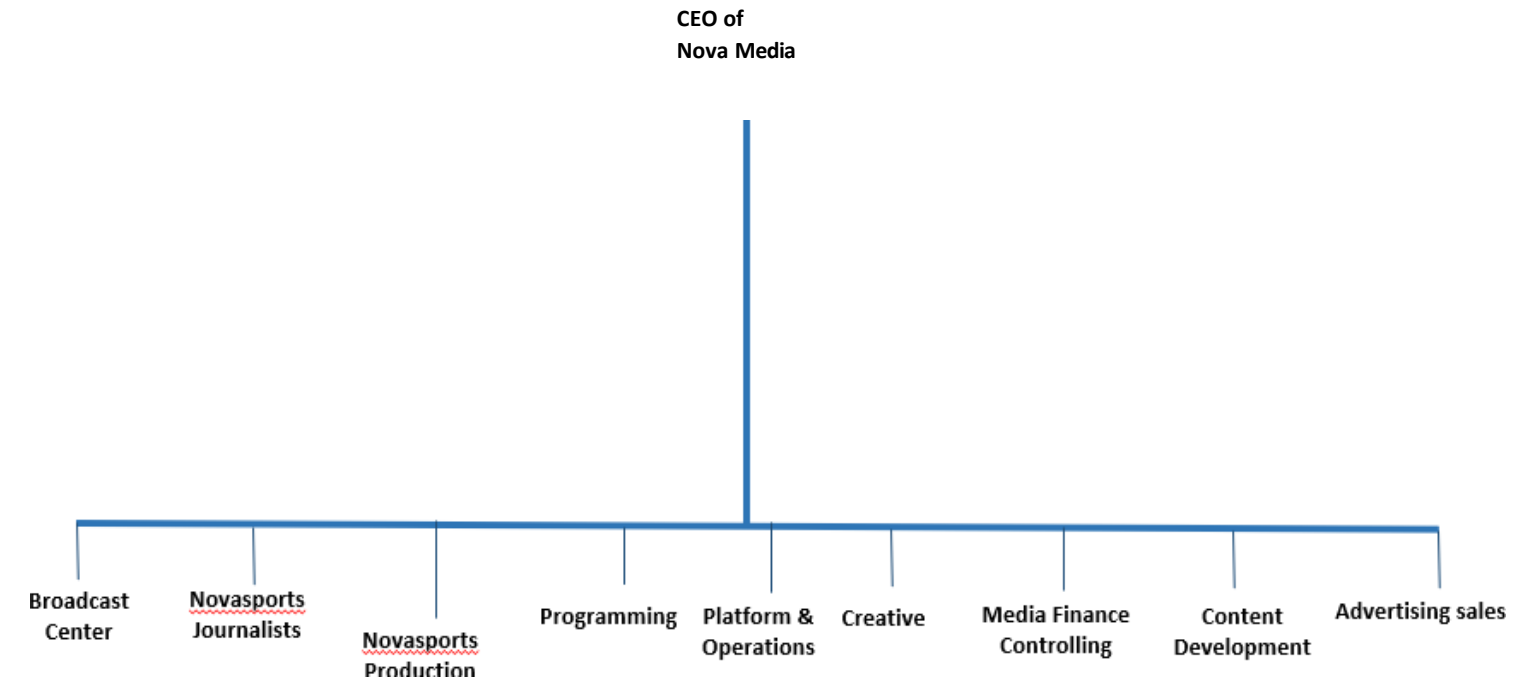 CEO of
Nova Media
Broadcast
Center
Novasports
Journalists
Novasports
Production
Programming
Platform &
Operations
Creative
Media Finance
Controlling
Content
Development
Advertising sales